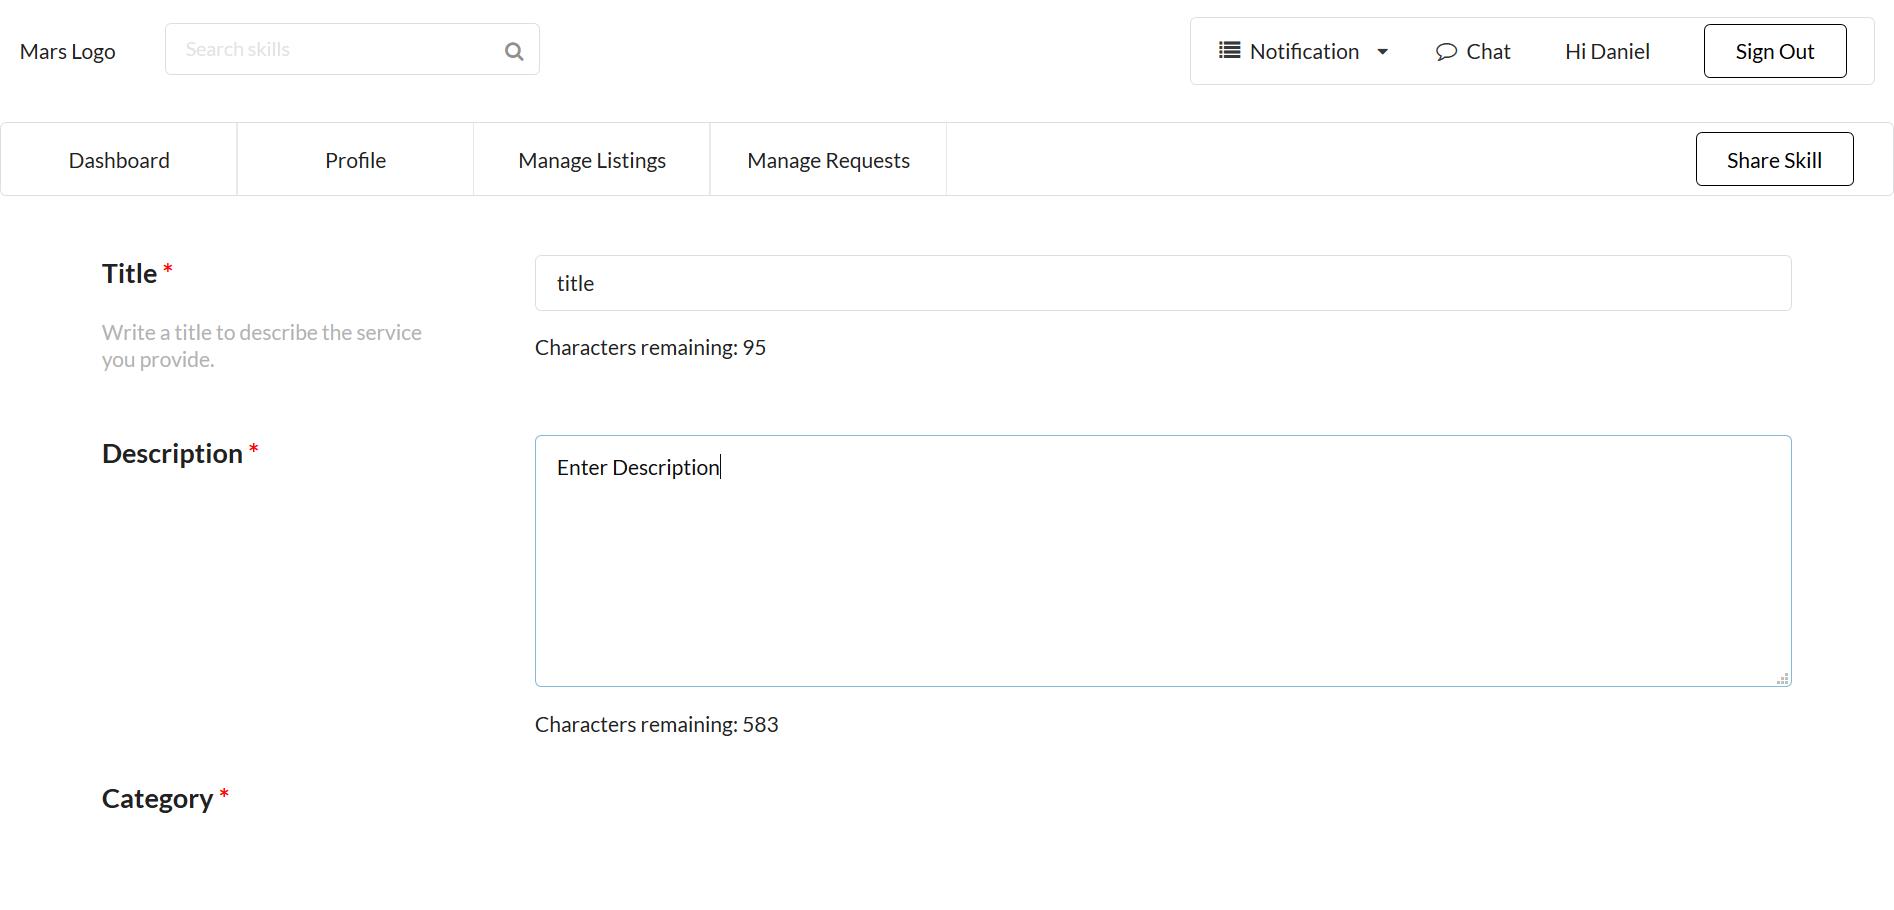 Mars Logo
Search skills
Notification
Chat
Hi Daniel
Sign Out
Dashboard
Profile
Manage Listings
Manage Requests
Share Skill
Title *
title
Write a title to describe the service
you provide.
Characters remaining: 95
Description *
Enter Description
Characters remaining: 583
Category *